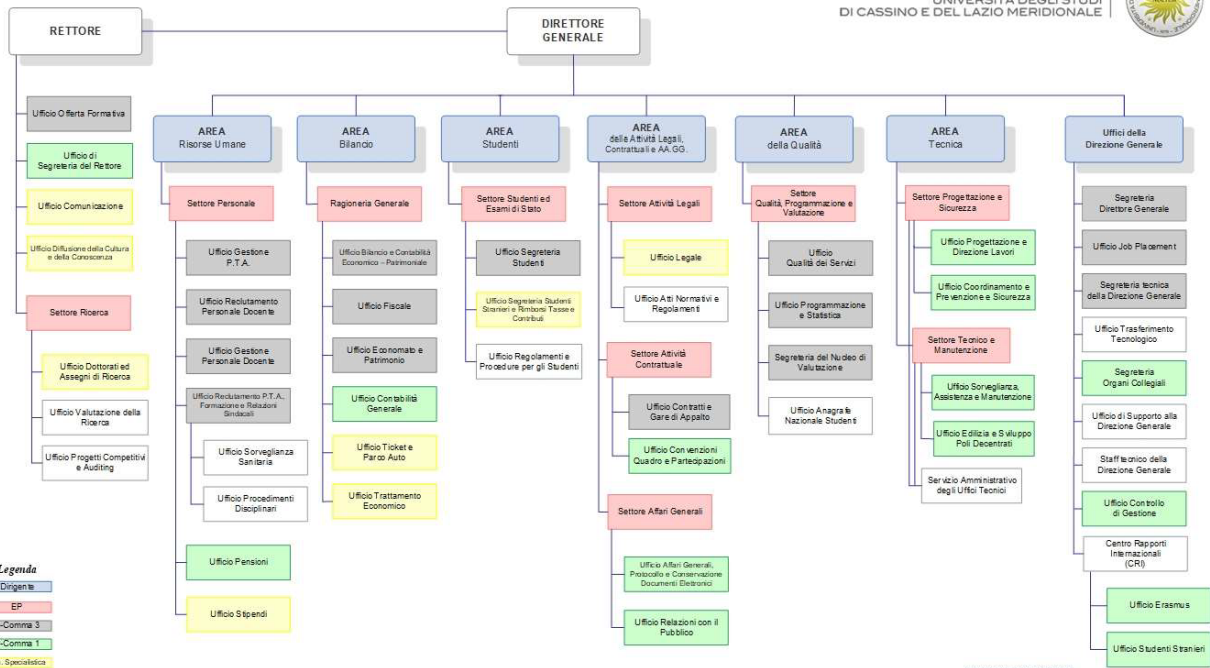 UNIVERSITÀ DEGLI STUDI
DI CASSINO E DEL LAZIO MERIDIONALE
RETTORE
DIRETTORE
GENERALE
Ufficio Offerta Formativa
Ufficio di
Segreteria del Rettore
Ufficio Comunicazione
Ufficio Diffusione della Cultura
e della Conoscenza
Settore Ricerca
Ufficio Dottorati ed
Assegni di Ricerca
Ufficio Valutazione della
Ricerca
Ufficio Progetti Competitivi
e Auditing
AREA
Risorse Umane
Settore Personale
Ufficio Gestione
P.T.A.
Ufficio Reclutamento
Personale Docente
Ufficio Gestione
Personale Docente
Ufficio Reclutamento P.T.A.,
Formazione e Relazioni
Sindacali
Ufficio Sorveglianza
Sanitaria
Ufficio Procedimenti
Disciplinari
Ufficio Pensioni
Ufficio Stipendi
AREA
Bilancio
Ragioneria Generale
Ufficio Bilancio e Contabilità
Economico – Patrimoniale
Ufficio Fiscale
Ufficio Economato e
Patrimonio
Ufficio Contabilità
Generale
Ufficio Ticket e
Parco Auto
Ufficio Trattamento
Economico
AREA
Studenti
Settore Studenti ed
Esami di Stato
Ufficio Segreteria
Studenti
Ufficio Segreteria Studenti
Stranieri e Rimborsi Tasse e
Contributi
Ufficio Regolamenti e
Procedure per gli Studenti
AREA
della Attività Legali,
Contrattuali e AA.GG.
Settore Attività Legali
Ufficio Legale
Ufficio Atti Normativi e
Regolamenti
Settore Attività
Contrattuale
Ufficio Contratti e
Gare di Appalto
Ufficio Convenzioni
Quadro e Partecipazioni
Settore Affari Generali
Ufficio Affari Generali,
Protocollo e Conservazione
Documenti Elettronici
Ufficio Relazioni con il
Pubblico
AREA
della Qualità
Settore
Qualità, Programmazione e
Valutazione
Ufficio
Qualità dei Servizi
Ufficio Programmazione
e Statistica
Segreteria del Nucleo di
Valutazione
Ufficio Anagrafe
Nazionale Studenti
AREA
Tecnica
Settore Progettazione e
Sicurezza
Ufficio Progettazione e
Direzione Lavori
Ufficio Coordinamento e
Prevenzione e Sicurezza
Settore Tecnico e
Manutenzione
Ufficio Sorveglianza,
Assistenza e Manutenzione
Ufficio Edilizia e Sviluppo
Poli Decentrati
Servizio Amministrativo
degli Uffici Tecnici
Uffici della
Direzione Generale
Segreteria
Direttore Generale
Ufficio Job Placement
Segreteria tecnica
della Direzione Generale
Ufficio Trasferimento
Tecnologico
Segreteria
Organi Collegiali
Ufficio di Supporto alla
Direzione Generale
Staff tecnico della
Direzione Generale
Ufficio Controllo
di Gestione
Centro Rapporti
Internazionali
(CRI)
Ufficio Erasmus
Ufficio Studenti Stranieri
Legenda
Dirigente
EP
-Comma 3
-Comma 1
. Specialistica